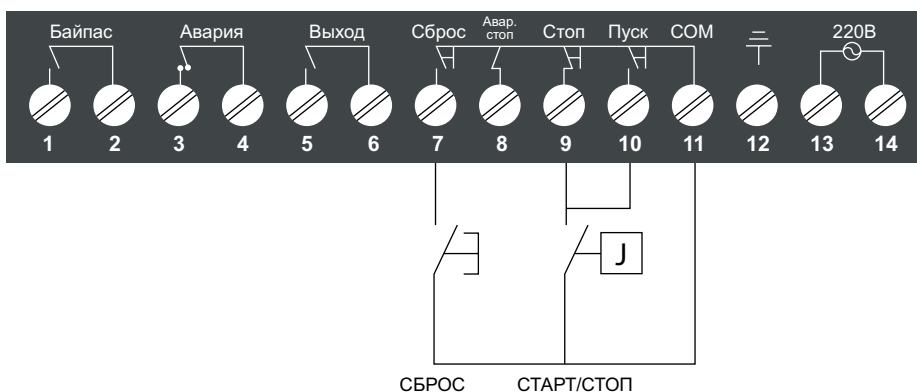 Байпас Авария Выход Сброс Авар. стоп Стоп Пуск COM 220В
1 2 3 4 5 6 7 8 9 10 11 12 13 14
J
СБРОС СТАРТ/СТОП